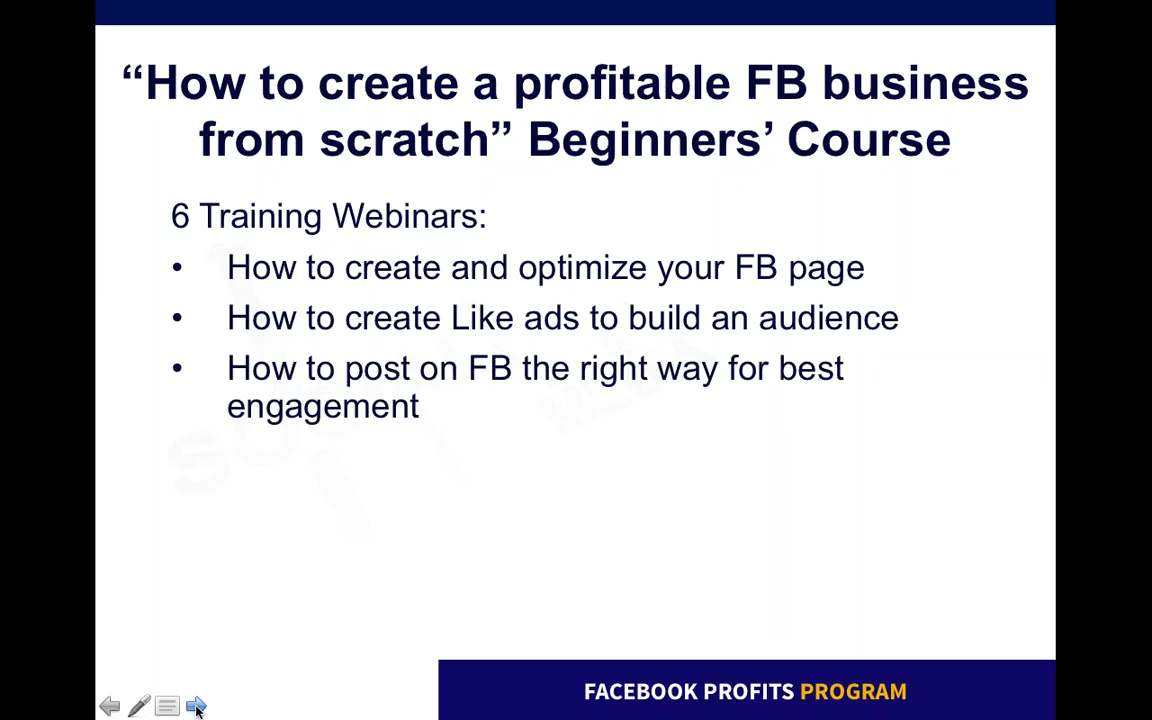 “How to create a profitable FB business
from scratch” Beginners’ Course
6 Training Webinars:
• How to create and optimize your FB page
• How to create Like ads to build an audience
• How to post on FB the right way for best
engagement
FACEBOOK PROFITS PROGRAM